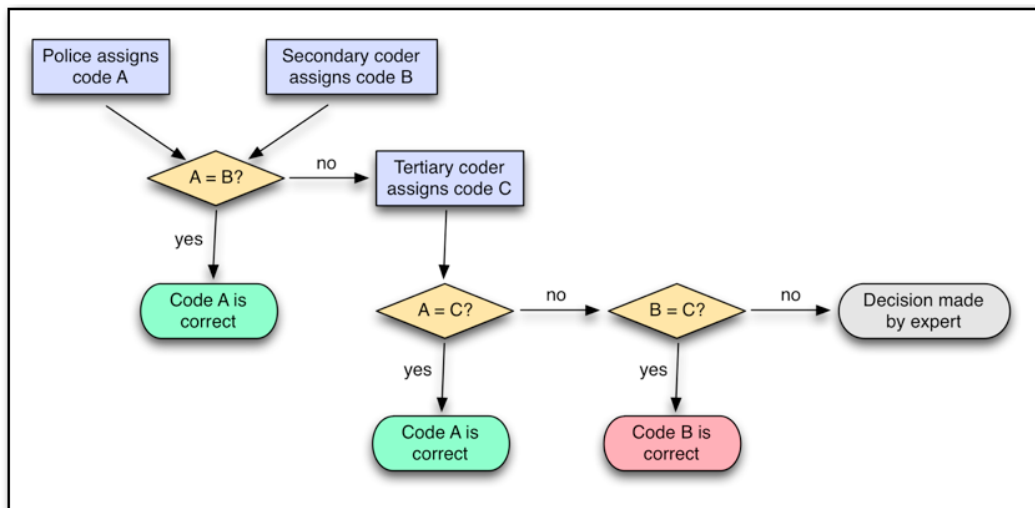 Police assigns
code A
Secondary coder
assigns code B
A = B?
no
Tertiary coder
assigns code C
yes
Code A is
correct
A = C?
no
B = C?
no
Decision made
by expert
yes
yes
Code A is
correct
Code B is
correct